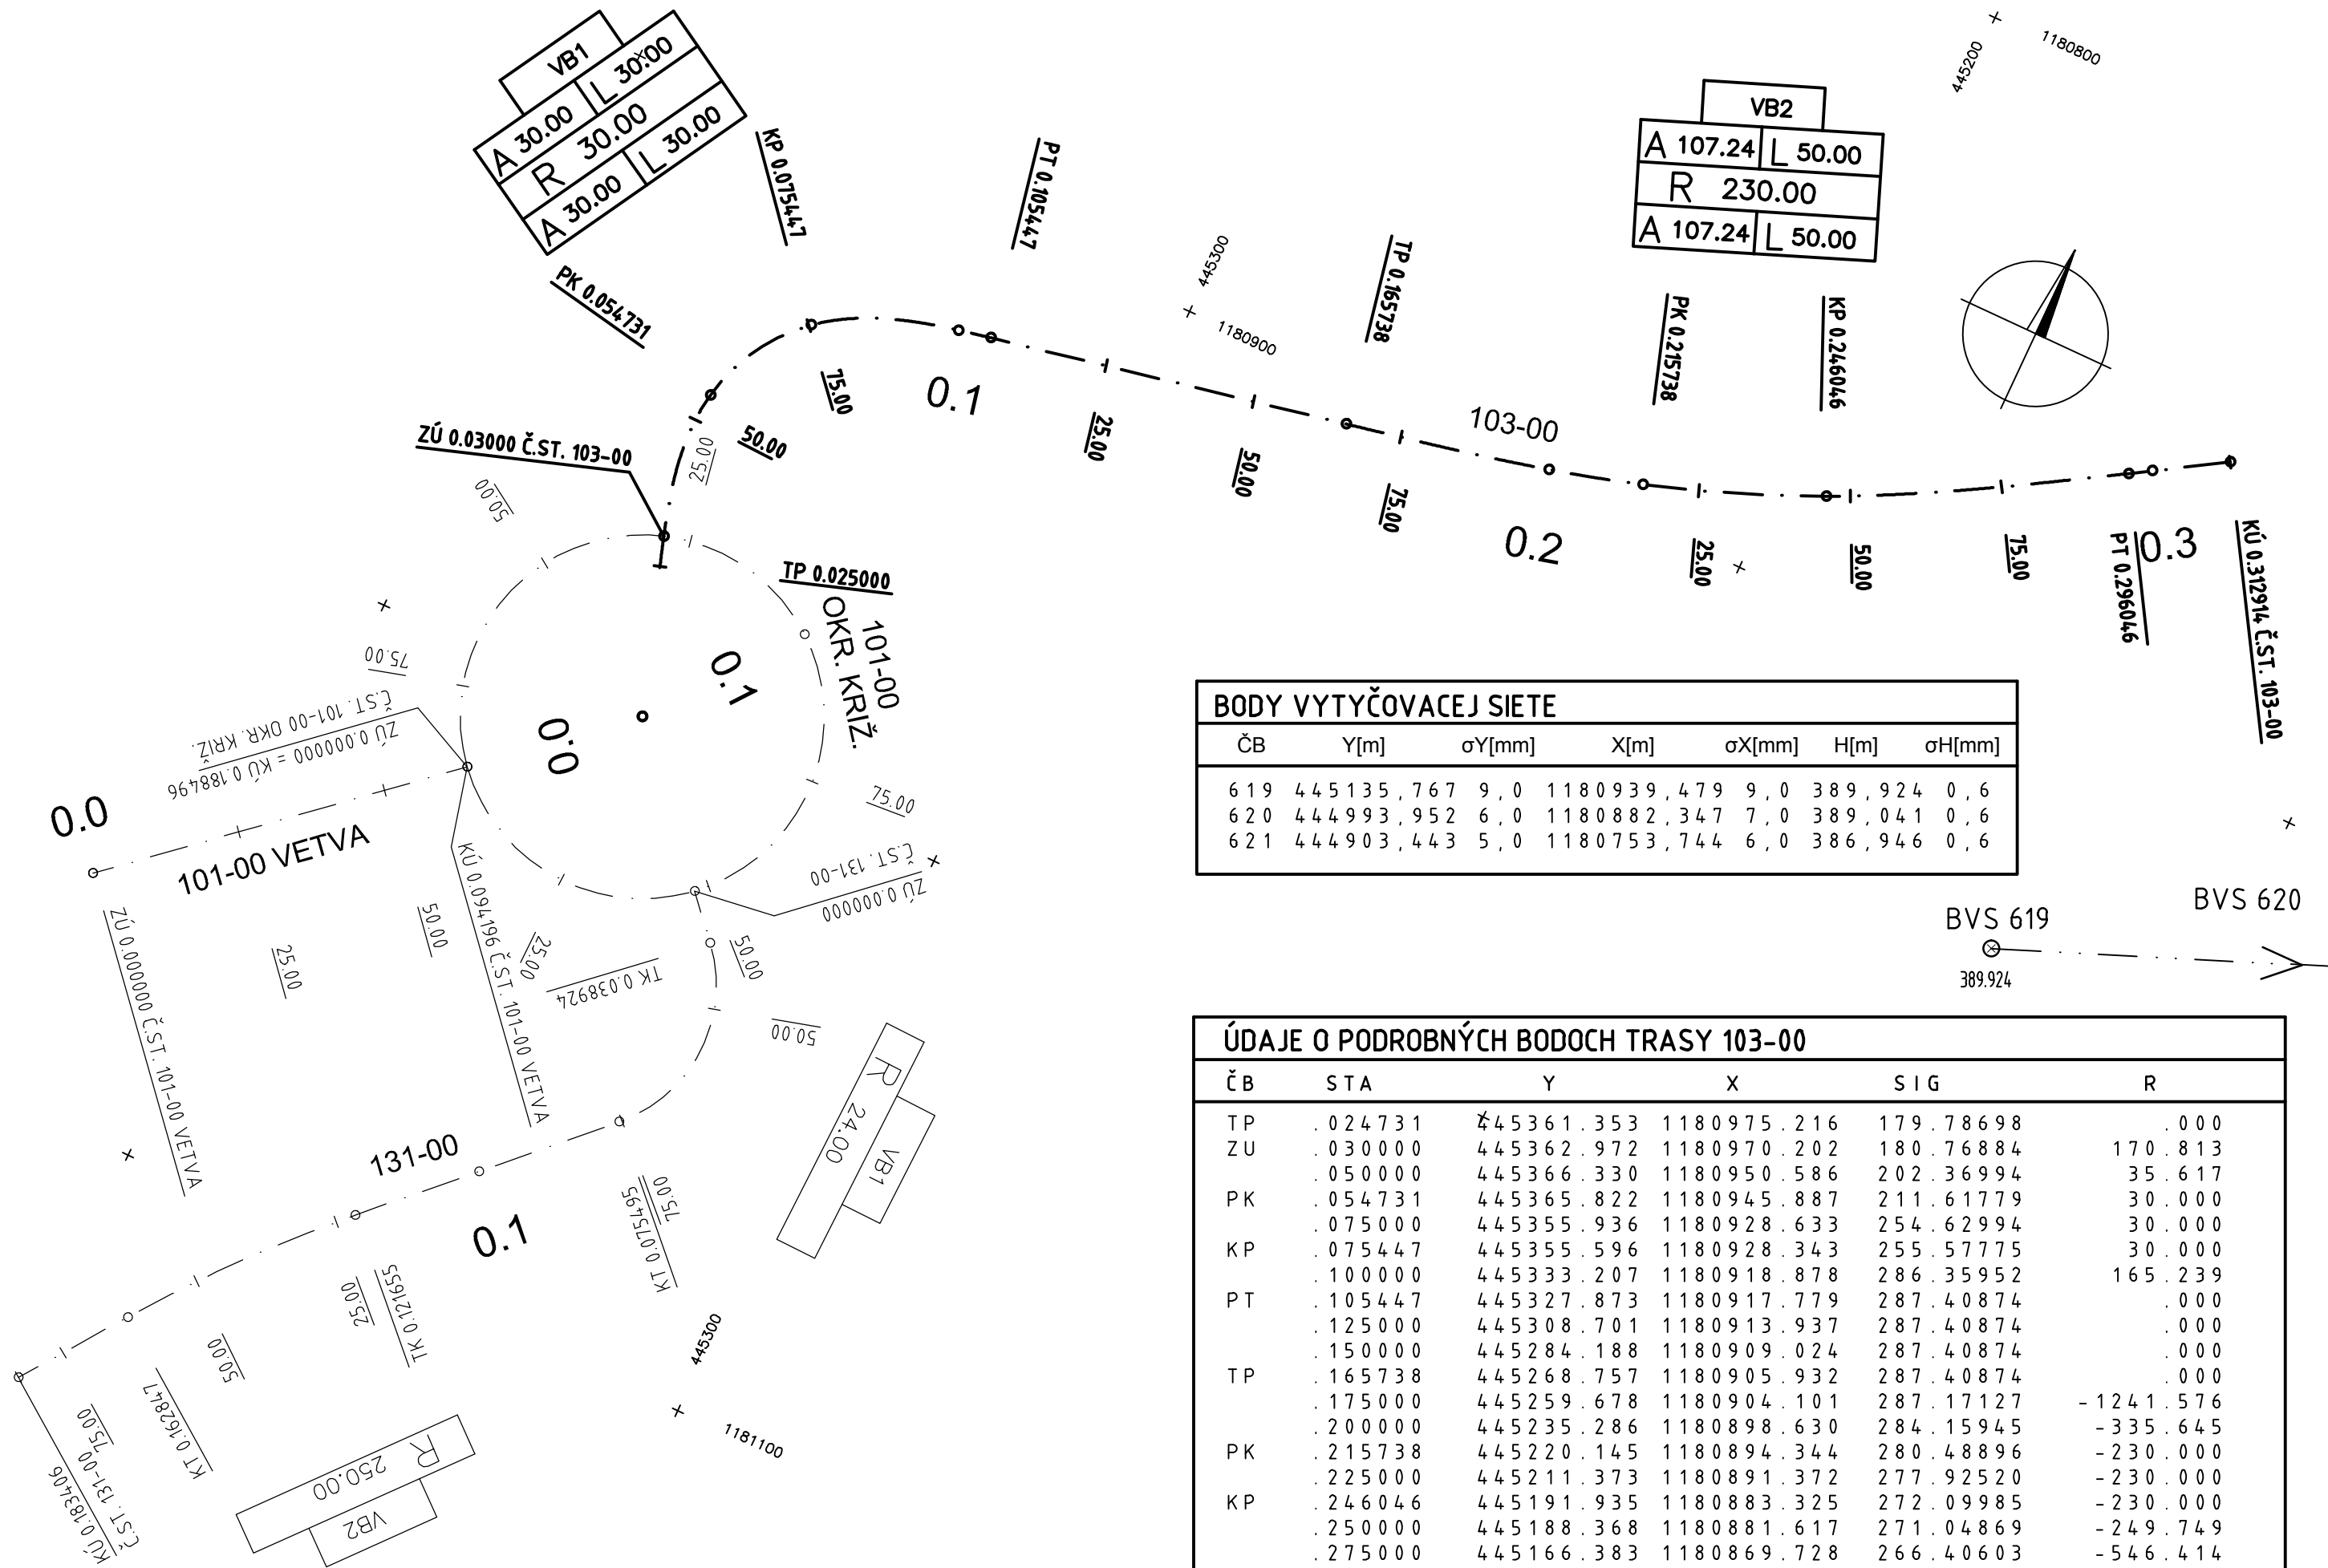 VB1
A 30.00 L 30.00
R 30.00
A 30.00 L 30.00
KP 0.075447
PT 0.105447
PK 0.054731
445300
1180900
TP 0.165738
VB2
A 107.24 L 50.00
R 230.00
A 107.24 L 50.00
445200
1180800
PK 0.215738
KP 0.246046
ZÚ 0.03000 Č.ST. 103-00
50.00
25.00
50.00
75.00
0.1
25.00
50.00
75.00
103-00
0.2
25.00
50.00
75.00
PT 0.296046
0.3
KÚ 0.312914 Č.ST. 103-00
TP 0.025000
101-00
OKR. KRIŽ.
0.1
0.0
75.00
ZÚ 0.000000 = KÚ 0.188496
Č.ST. 101-00 OKR. KRIŽ.
0.0
101-00 VETVA
ZÚ 0.000000 Č.ST. 101-00 VETVA
25.00
50.00
KÚ 0.094196 Č.ST. 101-00 VETVA
25.00
TK 0.038924
50.00
75.00
ZÚ 0.000000
Č.ST. 131-00
50.00
R 24.00
VB1
131-00
0.1
KT 0.075495
75.00
TK 0.121655
25.00
50.00
KT 0.162847
75.00
KÚ 0.183406
Č.ST. 131-00
R 250.00
VB2
445300
1181100
BODY VYTYČOVACEJ SIETE
ČB Y[m] σY[mm] X[m] σX[mm] H[m] σH[mm]
619 445135,767 9,0 1180939,479 9,0 389,924 0,6
620 444993,952 6,0 1180882,347 7,0 389,041 0,6
621 444903,443 5,0 1180753,744 6,0 386,946 0,6
BVS 619
389.924
BVS 620
ÚDAJE O PODROBNÝCH BODOCH TRASY 103-00
ČB STA Y X SIG R
TP .024731 445361.353 1180975.216 179.78698 .000
ZU .030000 445362.972 1180970.202 180.76884 170.813
.050000 445366.330 1180950.586 202.36994 35.617
PK .054731 445365.822 1180945.887 211.61779 30.000
.075000 445355.936 1180928.633 254.62994 30.000
KP .075447 445355.596 1180928.343 255.57775 30.000
.100000 445333.207 1180918.878 286.35952 165.239
PT .105447 445327.873 1180917.779 287.40874 .000
.125000 445308.701 1180913.937 287.40874 .000
.150000 445284.188 1180909.024 287.40874 .000
TP .165738 445268.757 1180905.932 287.40874 .000
.175000 445259.678 1180904.101 287.17127 -1241.576
.200000 445235.286 1180898.630 284.15945 -335.645
PK .215738 445220.145 1180894.344 280.48896 -230.000
.225000 445211.373 1180891.372 277.92520 -230.000
KP .246046 445191.935 1180883.325 272.09985 -230.000
.250000 445188.368 1180881.617 271.04869 -249.749
.275000 445166.383 1180869.728 266.40603 -546.414